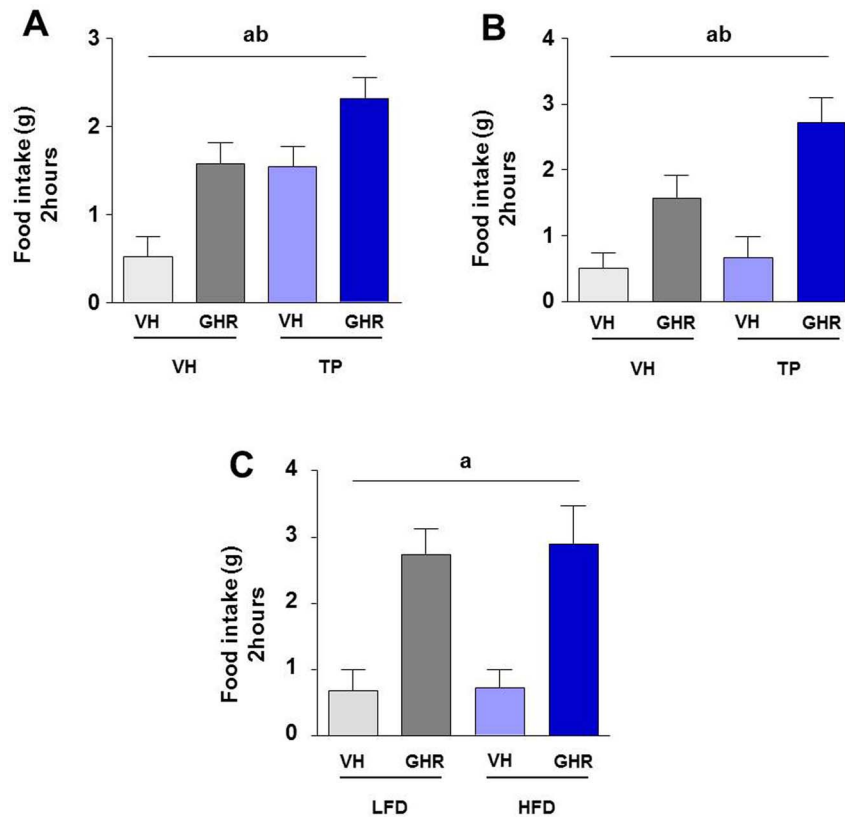 A
ab
Food intake (g)
2hours
3
2
1
0
VH GHR VH GHR
VH TP
B
ab
Food intake (g)
2hours
4
3
2
1
0
VH GHR VH GHR
VH TP
C
a
Food intake (g)
2hours
4
3
2
1
0
VH GHR VH GHR
LFD HFD